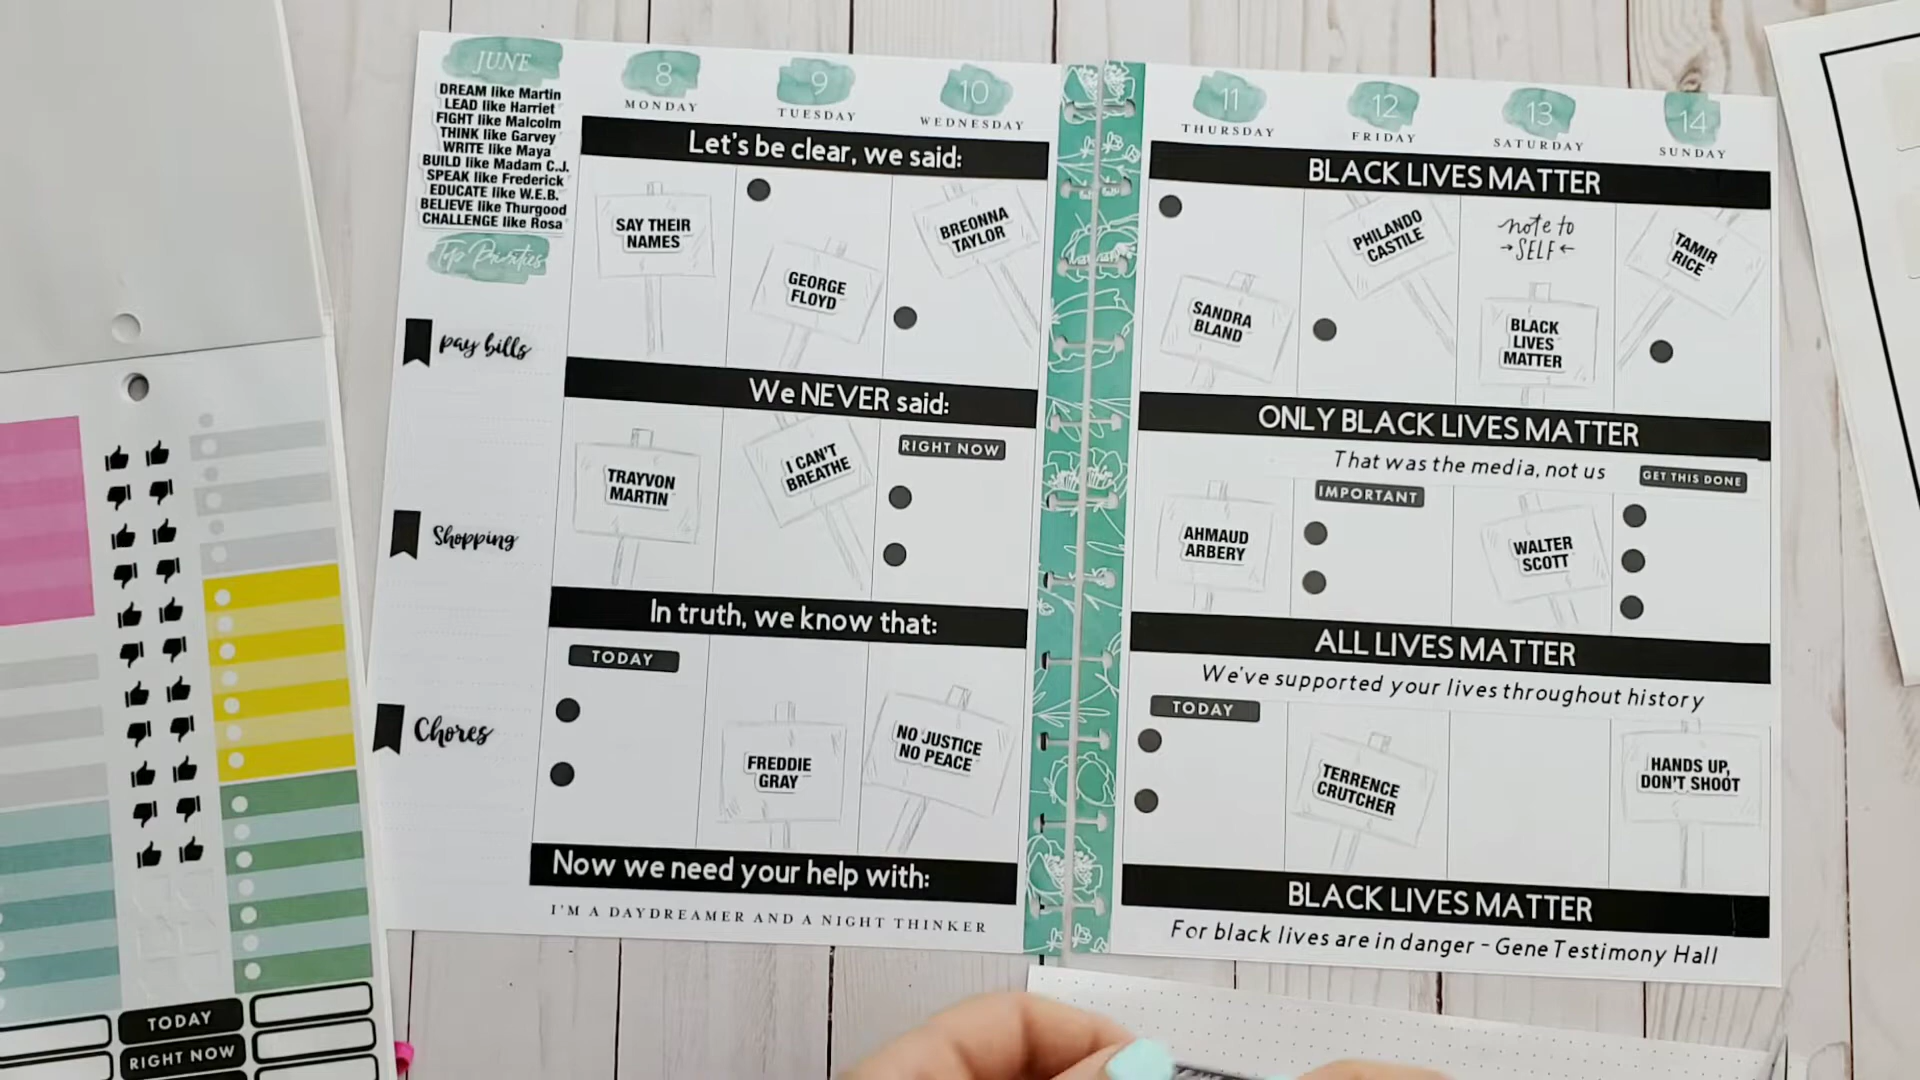 JUNE
DREAM like Martin
LEAD like Harriet
FIGHT like Malcolm
THINK like Garvey
WRITE like Maya
BUILD like Madam C.J.
SPEAK like Frederick
EDUCATE like W.E.B.
BELIEVE like Thurgood
CHALLENGE like Rosa
Top Priorities
pay bills
Shopping
Chores
8
MONDAY
9
TUESDAY
10
WEDNESDAY
Let's be clear, we said:
SAY THEIR
NAMES
GEORGE
FLOYD
BREONNA
TAYLOR
We NEVER said:
TRAYVON
MARTIN
I CAN'T
BREATHE
RIGHT NOW
In truth, we know that:
TODAY
FREDDIE
GRAY
NO JUSTICE
NO PEACE
Now we need your help with:
I'M A DAYDREAMER AND A NIGHT THINKER
11
THURSDAY
12
FRIDAY
13
SATURDAY
14
SUNDAY
BLACK LIVES MATTER
SANDRA
BLAND
PHILANDO
CASTILE
note to
SELF
BLACK
LIVES
MATTER
TAMIR
RICE
ONLY BLACK LIVES MATTER
That was the media, not us
GET THIS DONE
AHMAUD
ARBERY
IMPORTANT
WALTER
SCOTT
ALL LIVES MATTER
We've supported your lives throughout history
TODAY
TERRENCE
CRUTCHER
HANDS UP,
DON'T SHOOT
BLACK LIVES MATTER
For black lives are in danger - Gene Testimony Hall
TODAY
RIGHT NOW